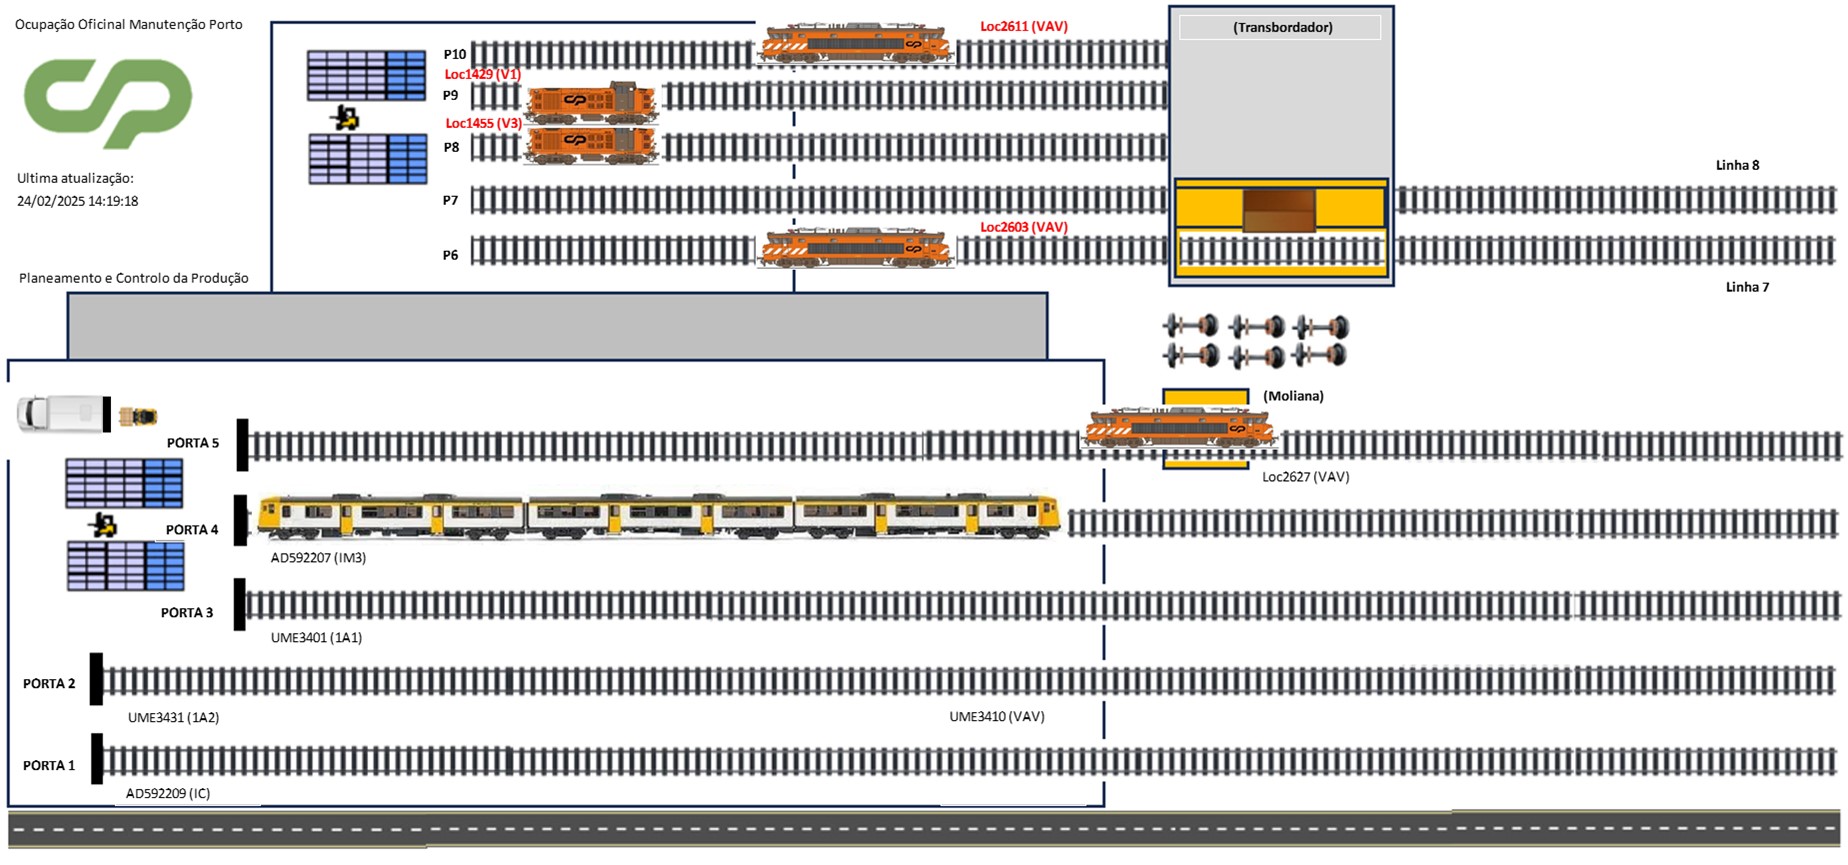 Ocupação Oficinal Manutenção Porto
Ultima atualização:
24/02/2025 14:19:18
Planeamento e Controlo da Produção
Loc2611 (VAV)
(Transbordador)
P10
Loc1429 (V1)
P9
Loc1455 (V3)
P8
Linha 8
P7
Loc2603 (VAV)
P6
Linha 7
(Moliana)
PORTA 5
Loc2627 (VAV)
PORTA 4
AD592207 (IM3)
PORTA 3
UME3401 (1A1)
PORTA 2
UME3431 (1A2)
UME3410 (VAV)
PORTA 1
AD592209 (IC)